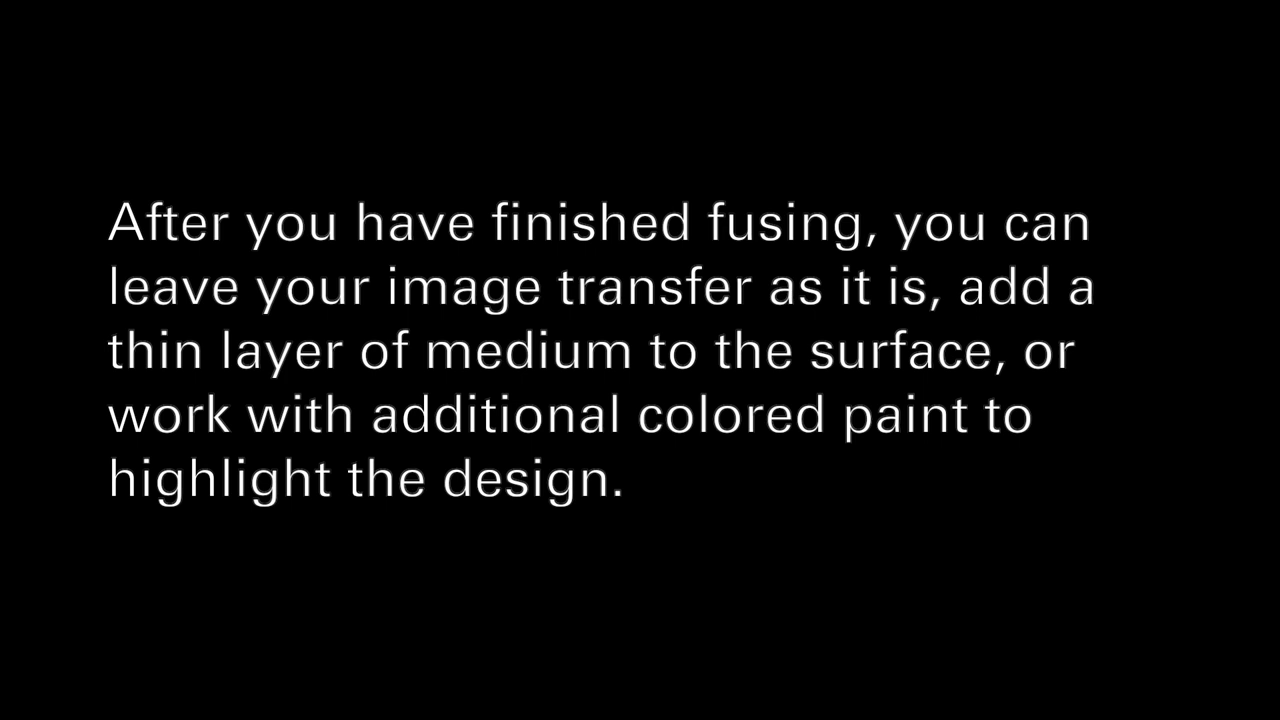 After you have finished fusing, you can
leave your image transfer as it is, add a
thin layer of medium to the surface, or
work with additional colored paint to
highlight the design.